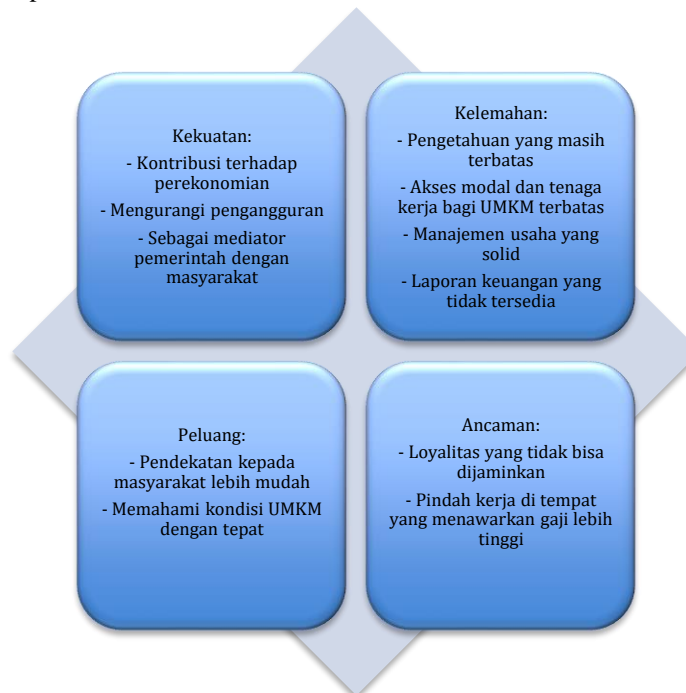 Kekuatan:
- Kontribusi terhadap
perekonomian
- Mengurangi pengangguran
- Sebagai mediator
pemerintah dengan
masyarakat
Kelemahan:
- Pengetahuan yang masih
terbatas
- Akses modal dan tenaga
kerja bagi UMKM terbatas
- Manajemen usaha yang
solid
- Laporan keuangan yang
tidak tersedia
Peluang:
- Pendekatan kepada
masyarakat lebih mudah
- Memahami kondisi UMKM
dengan tepat
Ancaman:
- Loyalitas yang tidak bisa
dijaminkan
- Pindah kerja di tempat
yang menawarkan gaji lebih
tinggi